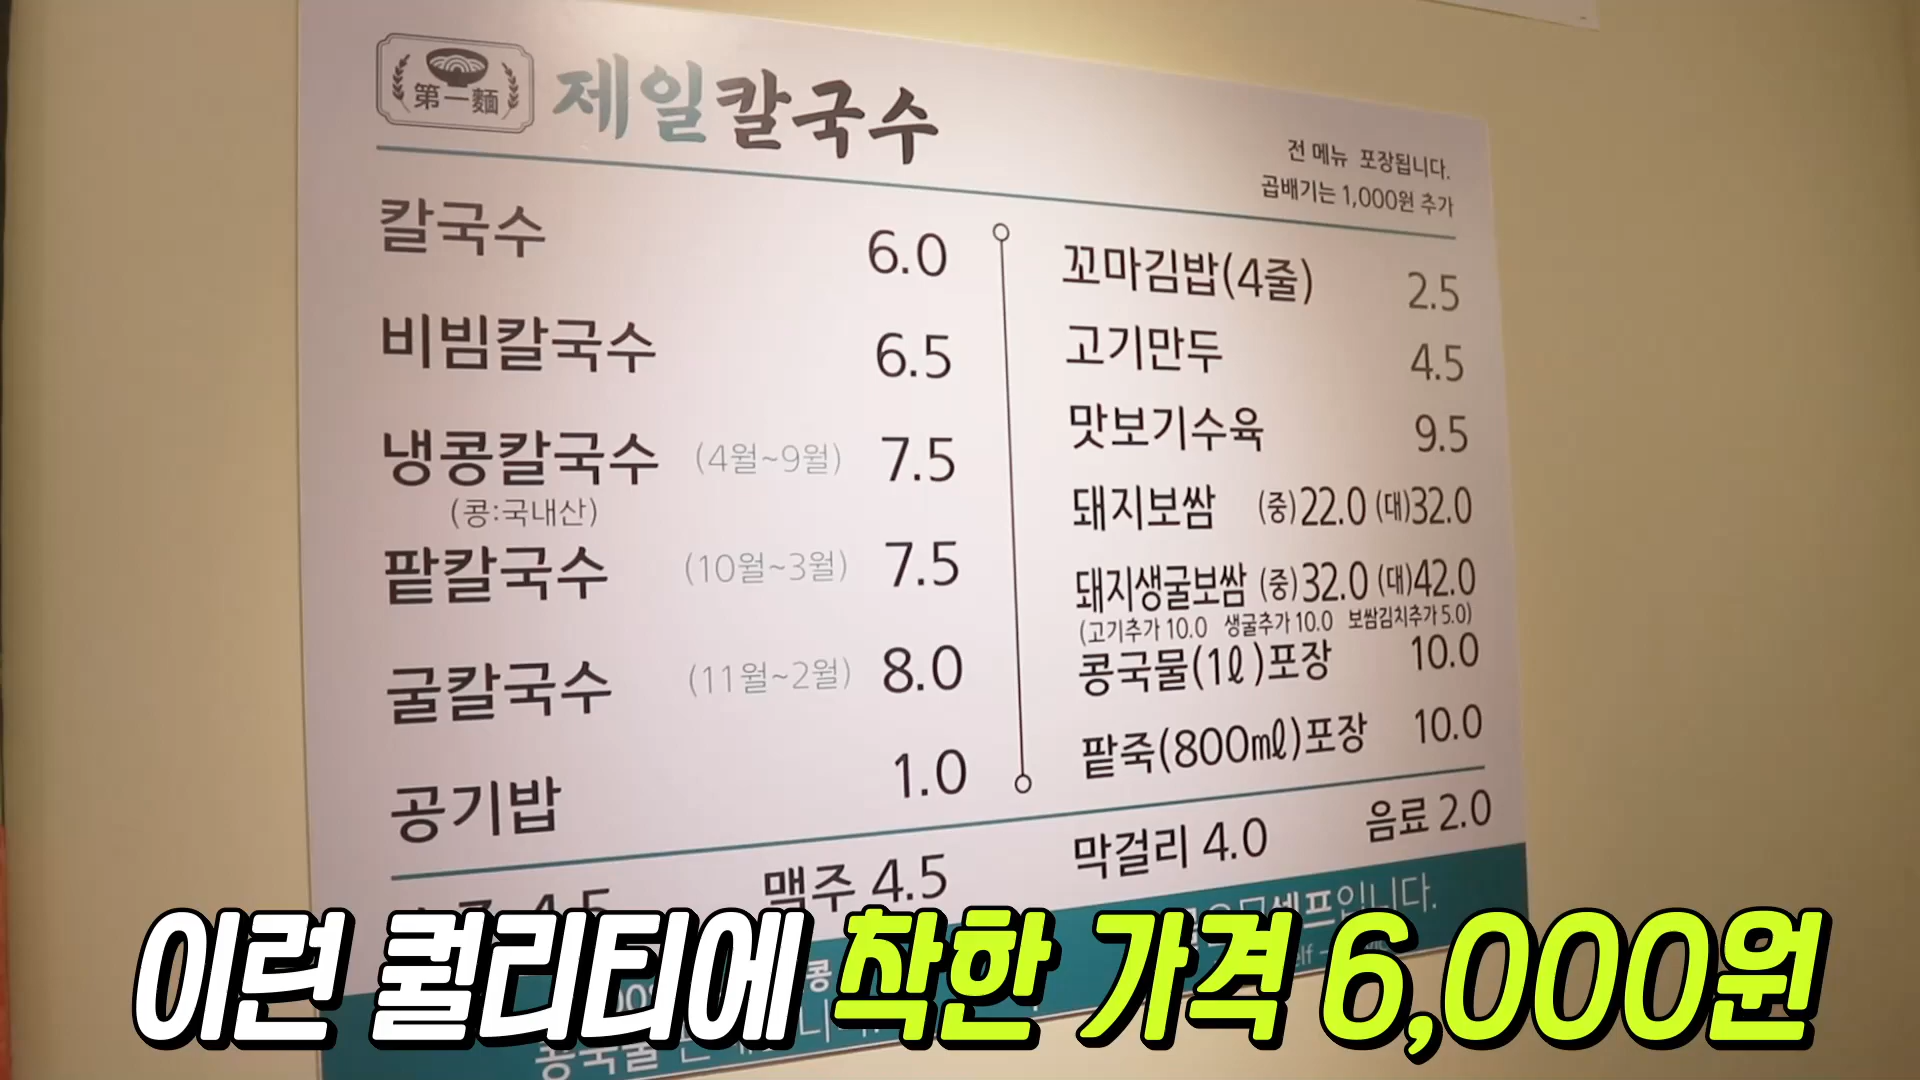 第一麵
제일칼국수
전 메뉴 포장됩니다.
곱배기는 1,000원 추가
칼국수 6.0
비빔칼국수 6.5
냉콩칼국수 (4월~9월) 7.5
(콩:국내산)
팥칼국수 (10월~3월) 7.5
굴칼국수 (11월~2월) 8.0
공기밥 1.0
꼬마김밥(4줄) 2.5
고기만두 4.5
맛보기수육 9.5
돼지보쌈 (중)22.0 (대)32.0
돼지생굴보쌈 (중)32.0 (대)42.0
(고기추가 10.0 생굴추가 10.0 보쌈김치추가 5.0)
콩국물(1ℓ)포장 10.0
팥죽(800㎖)포장 10.0
4.5 맥주 4.5 막걸리 4.0 음료 2.0
이런 퀄리티에 착한 가격 6,000원
콩국물